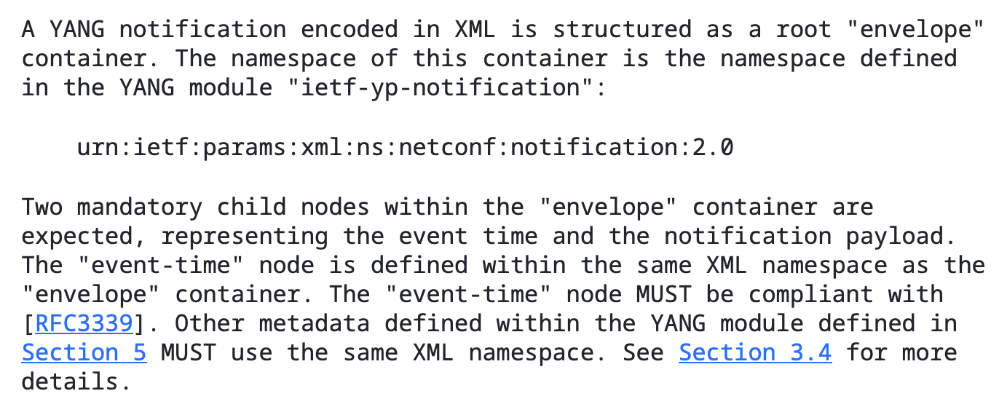 A YANG notification encoded in XML is structured as a root "envelope"
container. The namespace of this container is the namespace defined
in the YANG module "ietf-yp-notification":
urn:ietf:params:xml:ns:netconf:notification:2.0
Two mandatory child nodes within the "envelope" container are
expected, representing the event time and the notification payload.
The "event-time" node is defined within the same XML namespace as the
"envelope" container. The "event-time" node MUST be compliant with
[RFC3339]. Other metadata defined within the YANG module defined in
Section 5 MUST use the same XML namespace. See Section 3.4 for more
details.